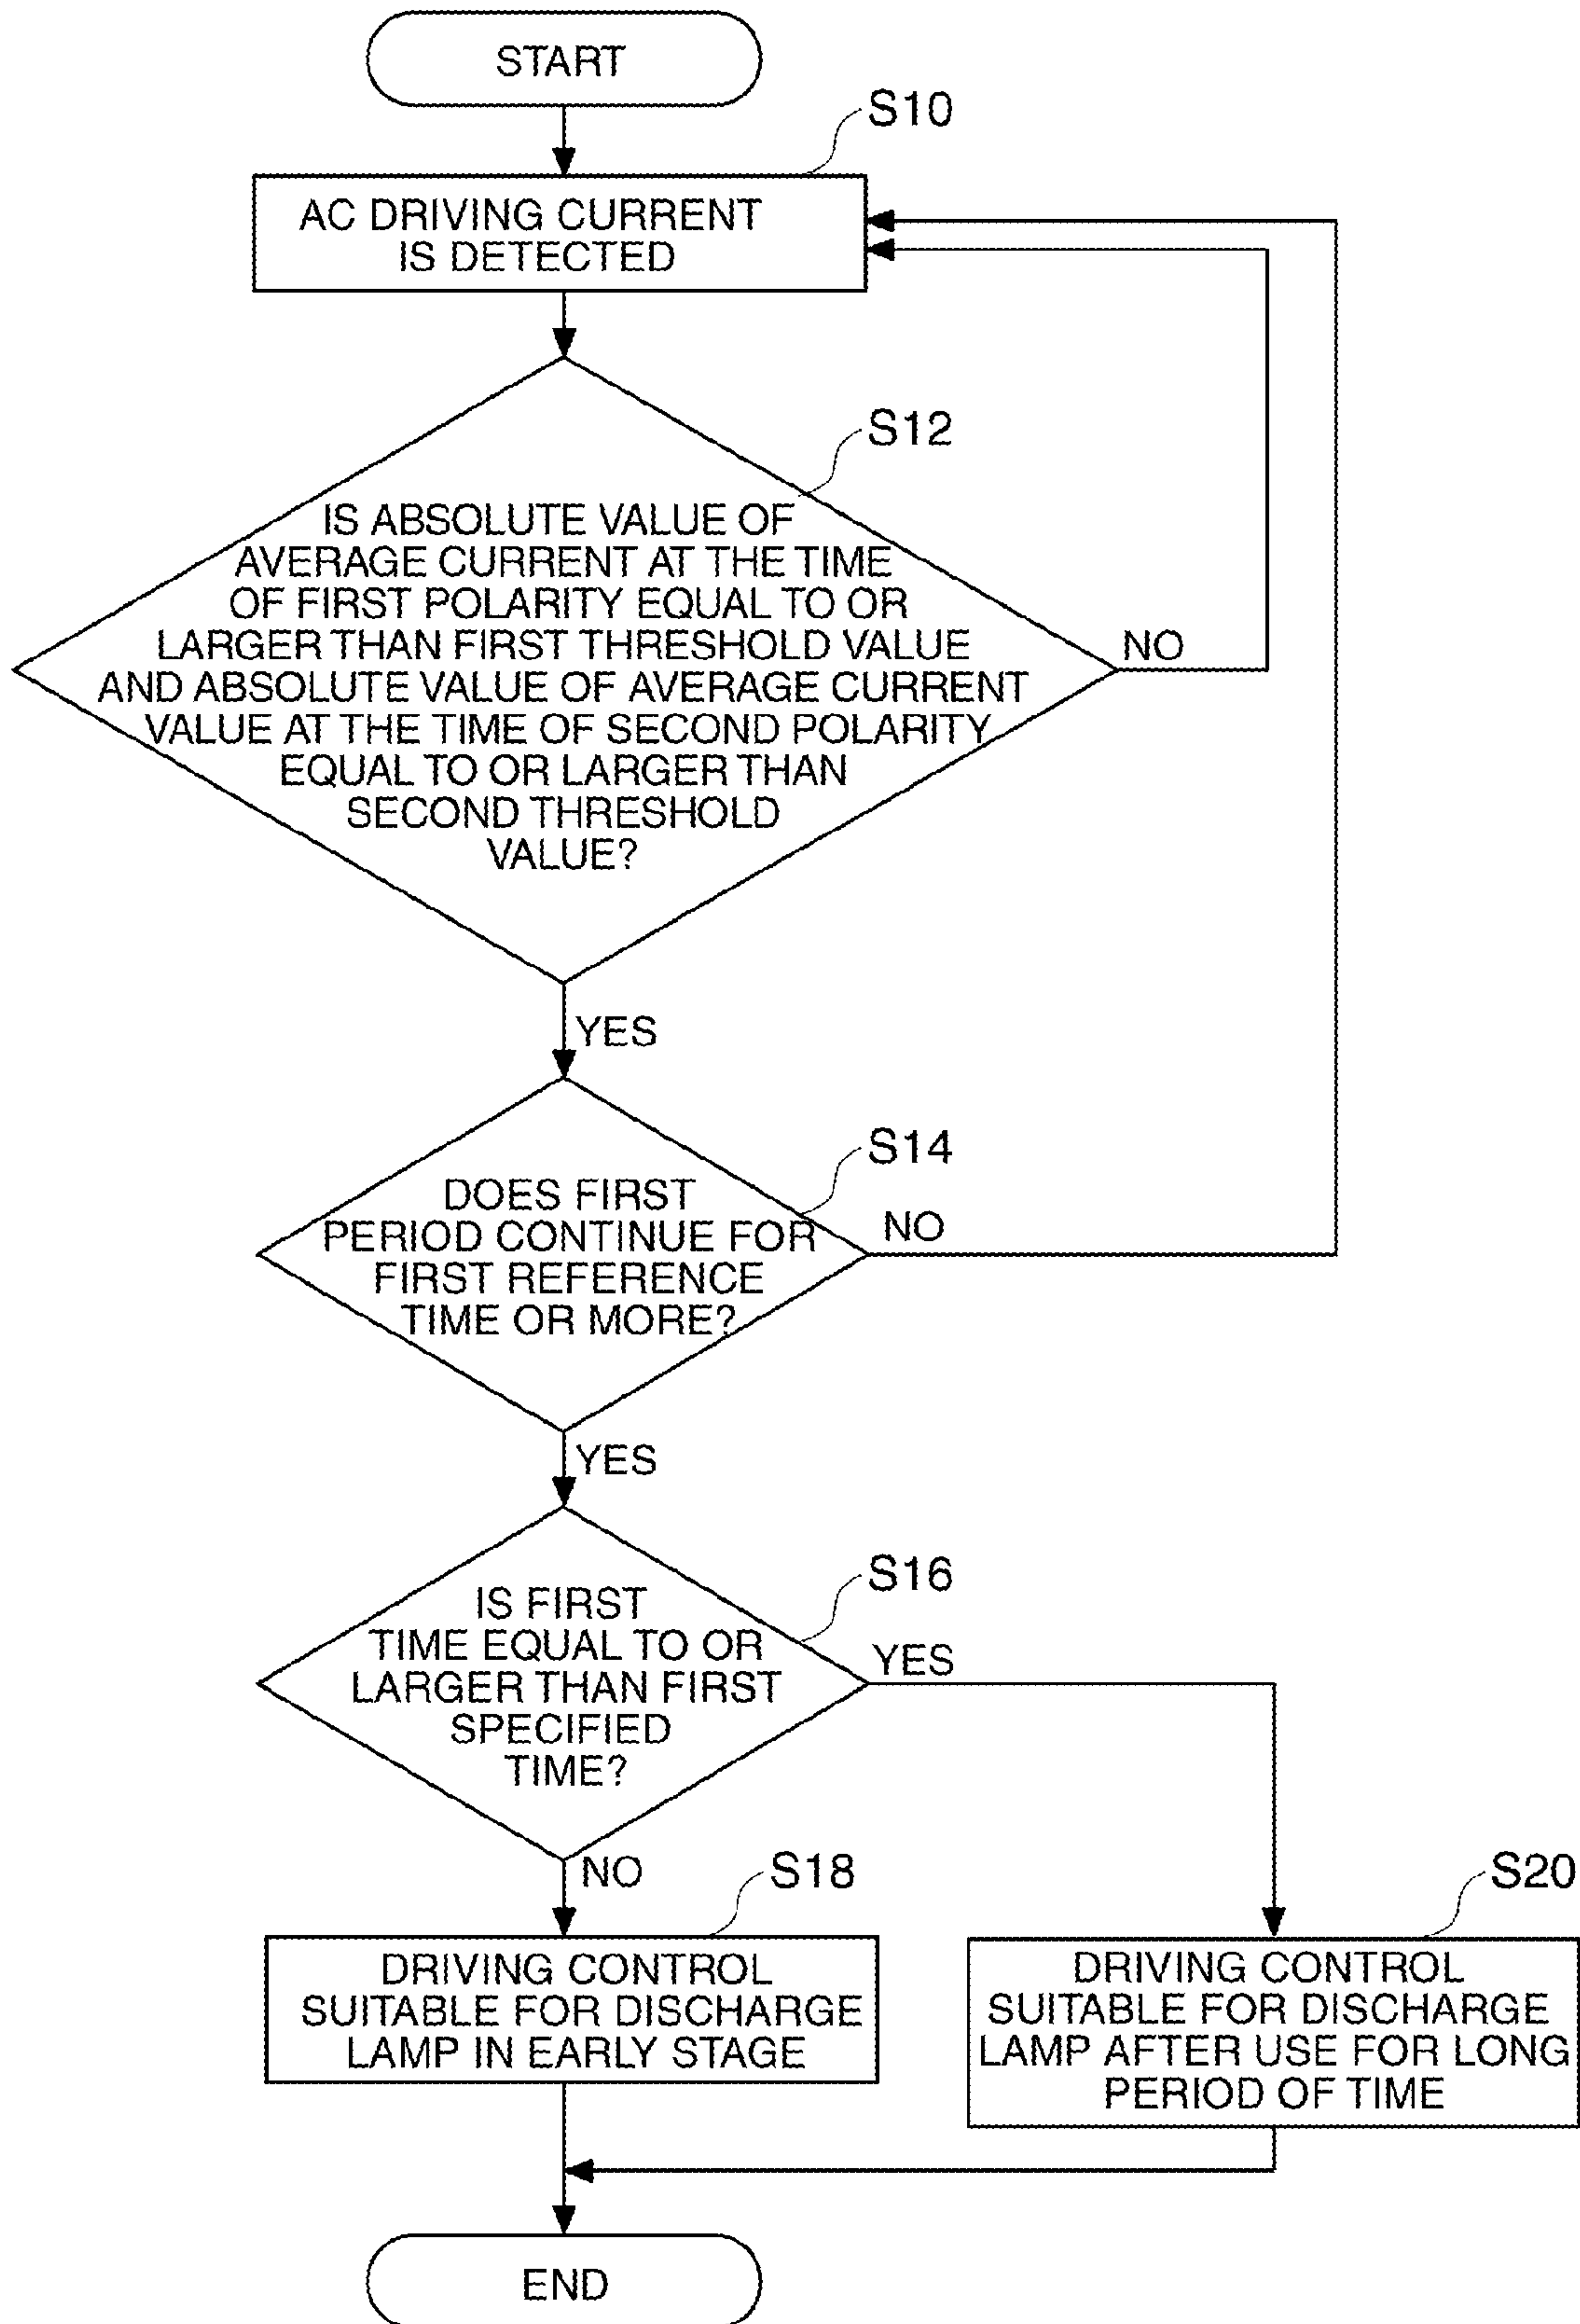 START
S10
AC DRIVING CURRENT
IS DETECTED
S12
IS ABSOLUTE VALUE OF
AVERAGE CURRENT AT THE TIME
OF FIRST POLARITY EQUAL TO OR
LARGER THAN FIRST THRESHOLD VALUE
AND ABSOLUTE VALUE OF AVERAGE CURRENT
VALUE AT THE TIME OF SECOND POLARITY
EQUAL TO OR LARGER THAN
SECOND THRESHOLD
VALUE?
NO
YES
S14
DOES FIRST
PERIOD CONTINUE FOR
FIRST REFERENCE
TIME OR MORE?
NO
YES
S16
IS FIRST
TIME EQUAL TO OR
LARGER THAN FIRST
SPECIFIED
TIME?
YES
NO
S18
DRIVING CONTROL
SUITABLE FOR DISCHARGE
LAMP IN EARLY STAGE
S20
DRIVING CONTROL
SUITABLE FOR DISCHARGE
LAMP AFTER USE FOR LONG
PERIOD OF TIME
END